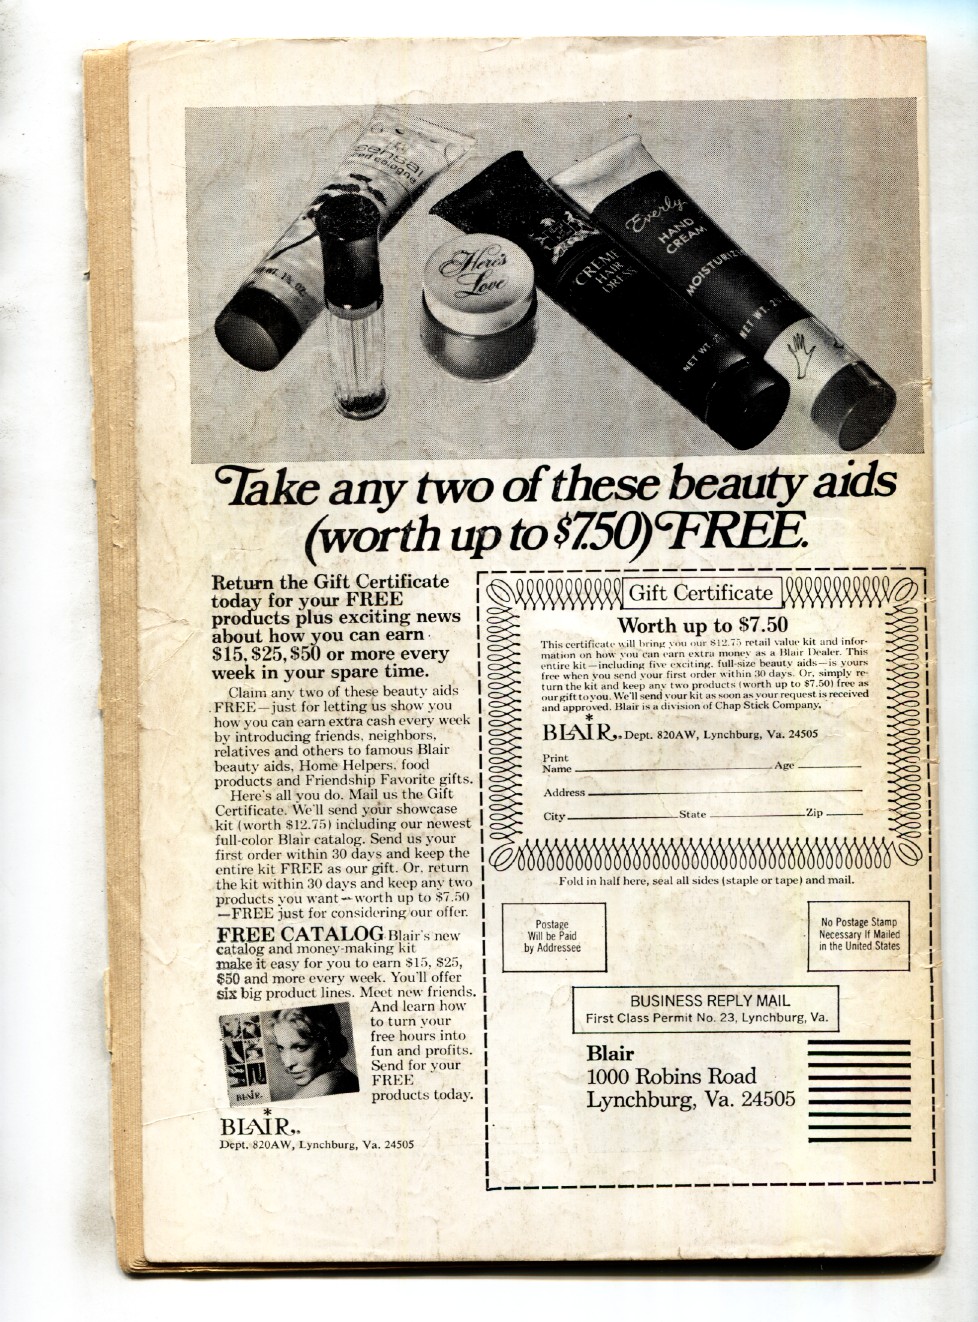 Here's
Love
CREME
HAIR
DRESS
NET WT.
Everly
HAND
CREAM
NET WT.
Take any two of these beauty aids
(worth up to $7.50) FREE.
Return the Gift Certificate
today for your FREE
products plus exciting news
about how you can earn
$15, $25, $50 or more every
week in your spare time.
Claim any two of these beauty aids
FREE—just for letting us show you
how you can earn extra cash every week
by introducing friends, neighbors,
relatives and others to famous Blair
beauty aids, Home Helpers, food
products and Friendship Favorite gifts.
Here's all you do. Mail us the Gift
Certificate. We'll send your showcase
kit (worth $12.75) including our newest
full-color Blair catalog. Send us your
first order within 30 days and keep the
entire kit FREE as our gift. Or, return
the kit within 30 days and keep any two
products you want—worth up to $7.50
—FREE just for considering our offer.
FREE CATALOG Blair's new
catalog and money-making kit
make it easy for you to earn $15, $25,
$50 and more every week. You'll offer
six big product lines. Meet new friends.
And learn how
to turn your
free hours into
fun and profits.
Send for your
FREE
products today.
BLAIR
BLAIR
Dept. 820AW, Lynchburg, Va. 24505
Gift Certificate
Worth up to $7.50
This certificate will bring you our $12.75 retail value kit and infor-
mation on how you can earn extra money as a Blair Dealer. This
entire kit—including five exciting, full-size beauty aids—is yours
free when you send your first order within 30 days. Or, simply re-
turn the kit and keep any two products (worth up to $7.50) free as
our gift to you. We'll send your kit as soon as your request is received
and approved. Blair is a division of Chap Stick Company.
BLAIR, Dept. 820AW, Lynchburg, Va. 24505
Print
Name Age
Address
City State Zip
Fold in half here, seal all sides (staple or tape) and mail.
Postage
Will be Paid
by Addressee
No Postage Stamp
Necessary If Mailed
in the United States
BUSINESS REPLY MAIL
First Class Permit No. 23, Lynchburg, Va.
Blair
1000 Robins Road
Lynchburg, Va. 24505